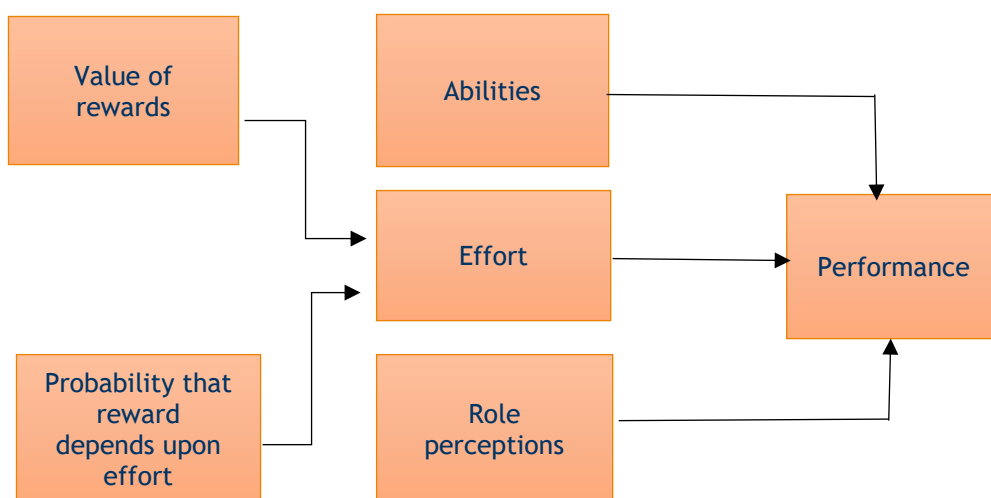 Value of
rewards
Abilities
Effort
Performance
Probability that
reward
depends upon
effort
Role
perceptions